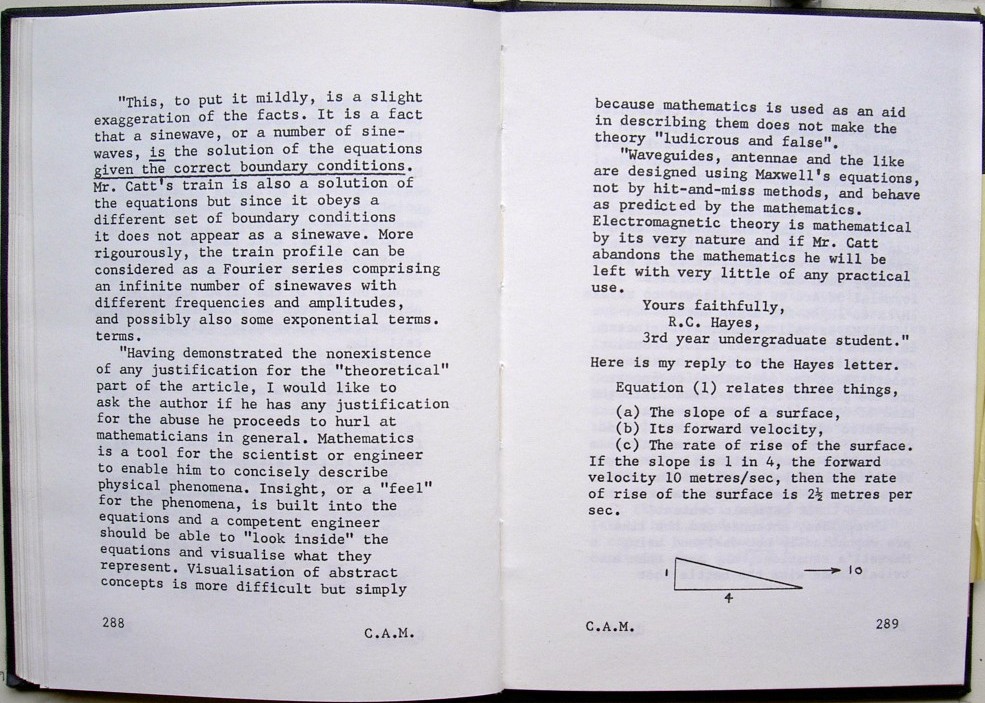 "This, to put it mildly, is a slight
exaggeration of the facts. It is a fact
that a sinewave, or a number of sine-
waves, is the solution of the equations
given the correct boundary conditions.
Mr. Catt's train is also a solution of
the equations but since it obeys a
different set of boundary conditions
it does not appear as a sinewave. More
rigourously, the train profile can be
considered as a Fourier series comprising
an infinite number of sinewaves with
different frequencies and amplitudes,
and possibly also some exponential terms.
terms.
"Having demonstrated the nonexistence
of any justification for the "theoretical"
part of the article, I would like to
ask the author if he has any justification
for the abuse he proceeds to hurl at
mathematicians in general. Mathematics
is a tool for the scientist or engineer
to enable him to concisely describe
physical phenomena. Insight, or a "feel"
for the phenomena, is built into the
equations and a competent engineer
should be able to "look inside" the
equations and visualise what they
represent. Visualisation of abstract
concepts is more difficult but simply
288
C.A.M.
because mathematics is used as an aid
in describing them does not make the
theory "ludicrous and false".
"Waveguides, antennae and the like
are designed using Maxwell's equations,
not by hit-and-miss methods, and behave
as predicted by the mathematics.
Electromagnetic theory is mathematical
by its very nature and if Mr. Catt
abandons the mathematics he will be
left with very little of any practical
use.
Yours faithfully,
R.C. Hayes,
3rd year undergraduate student."
Here is my reply to the Hayes letter.
Equation (1) relates three things,
(a) The slope of a surface,
(b) Its forward velocity,
(c) The rate of rise of the surface.
If the slope is 1 in 4, the forward
velocity 10 metres/sec, then the rate
of rise of the surface is 2½ metres per
sec.
1
10
4
C.A.M.
289